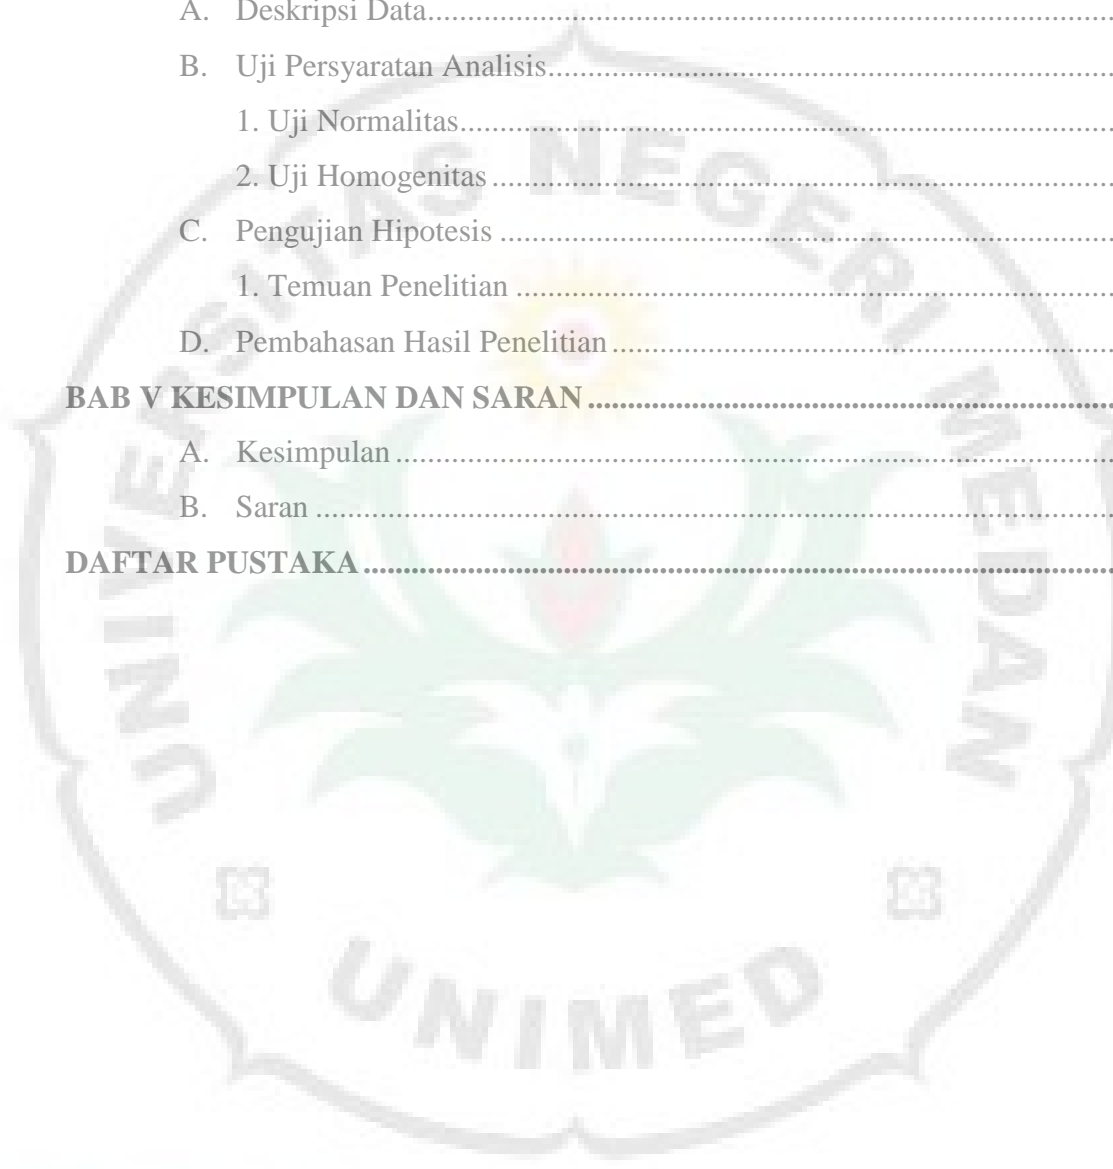 A. Deskripsi Data..........................................................................................
B. Uji Persyaratan Analisis..........................................................................
1. Uji Normalitas.....................................................................................
2. Uji Homogenitas .................................................................................
C. Pengujian Hipotesis ................................................................................
1. Temuan Penelitian ..............................................................................
D. Pembahasan Hasil Penelitian ..................................................................
BAB V KESIMPULAN DAN SARAN ..............................................................
A. Kesimpulan .............................................................................................
B. Saran .......................................................................................................
DAFTAR PUSTAKA ........................................................................................
UNIVERSITAS NEGERI MEDAN
UNIMED